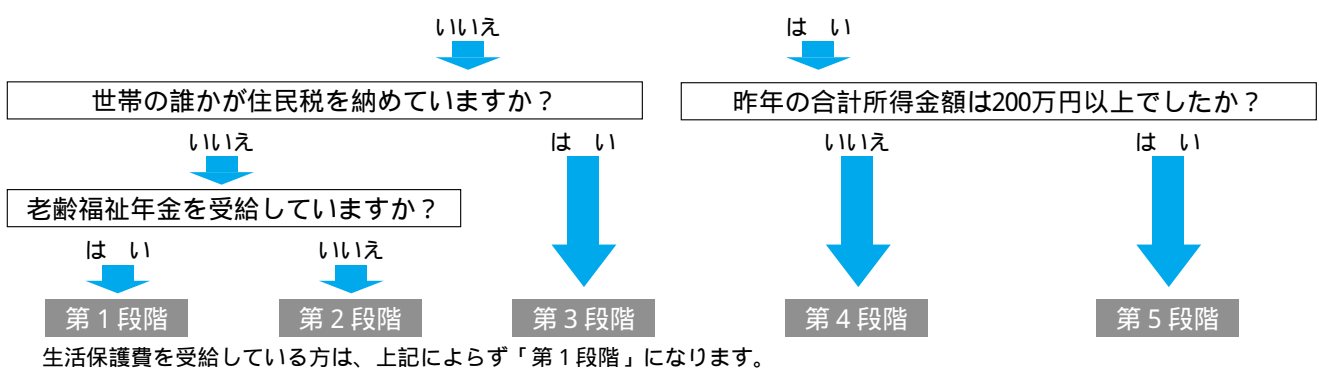 いいえ
は い
世帯の誰かが住民税を納めていますか？
昨年の合計所得金額は200万円以上でしたか？
いいえ
は い
いいえ
は い
老齢福祉年金を受給していますか？
は い
いいえ
第１段階
第２段階
第３段階
第４段階
第５段階
生活保護費を受給している方は、上記によらず「第１段階」になります。